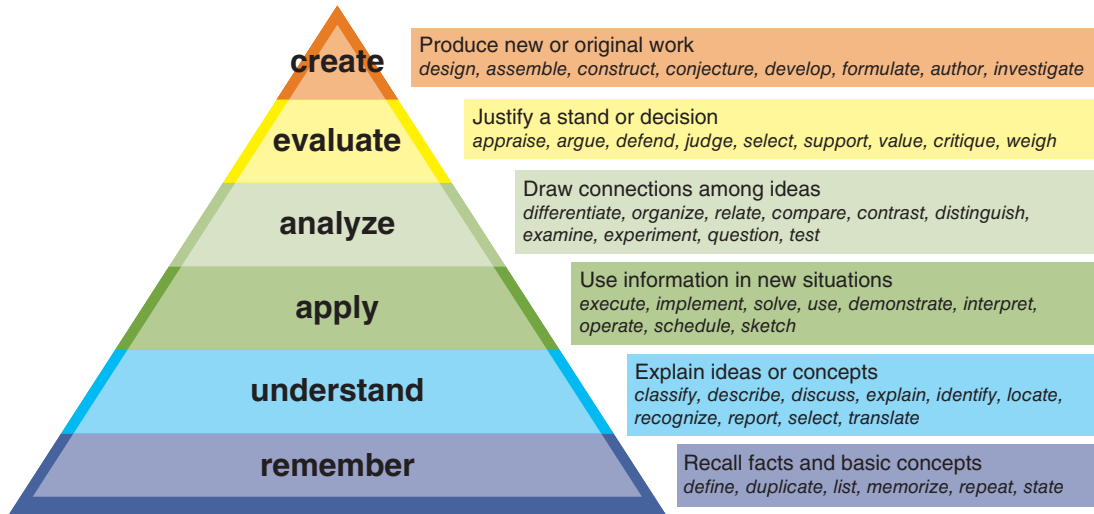 create
Produce new or original work
design, assemble, construct, conjecture, develop, formulate, author, investigate
evaluate
Justify a stand or decision
appraise, argue, defend, judge, select, support, value, critique, weigh
analyze
Draw connections among ideas
differentiate, organize, relate, compare, contrast, distinguish,
examine, experiment, question, test
apply
Use information in new situations
execute, implement, solve, use, demonstrate, interpret,
operate, schedule, sketch
understand
Explain ideas or concepts
classify, describe, discuss, explain, identify, locate,
recognize, report, select, translate
remember
Recall facts and basic concepts
define, duplicate, list, memorize, repeat, state